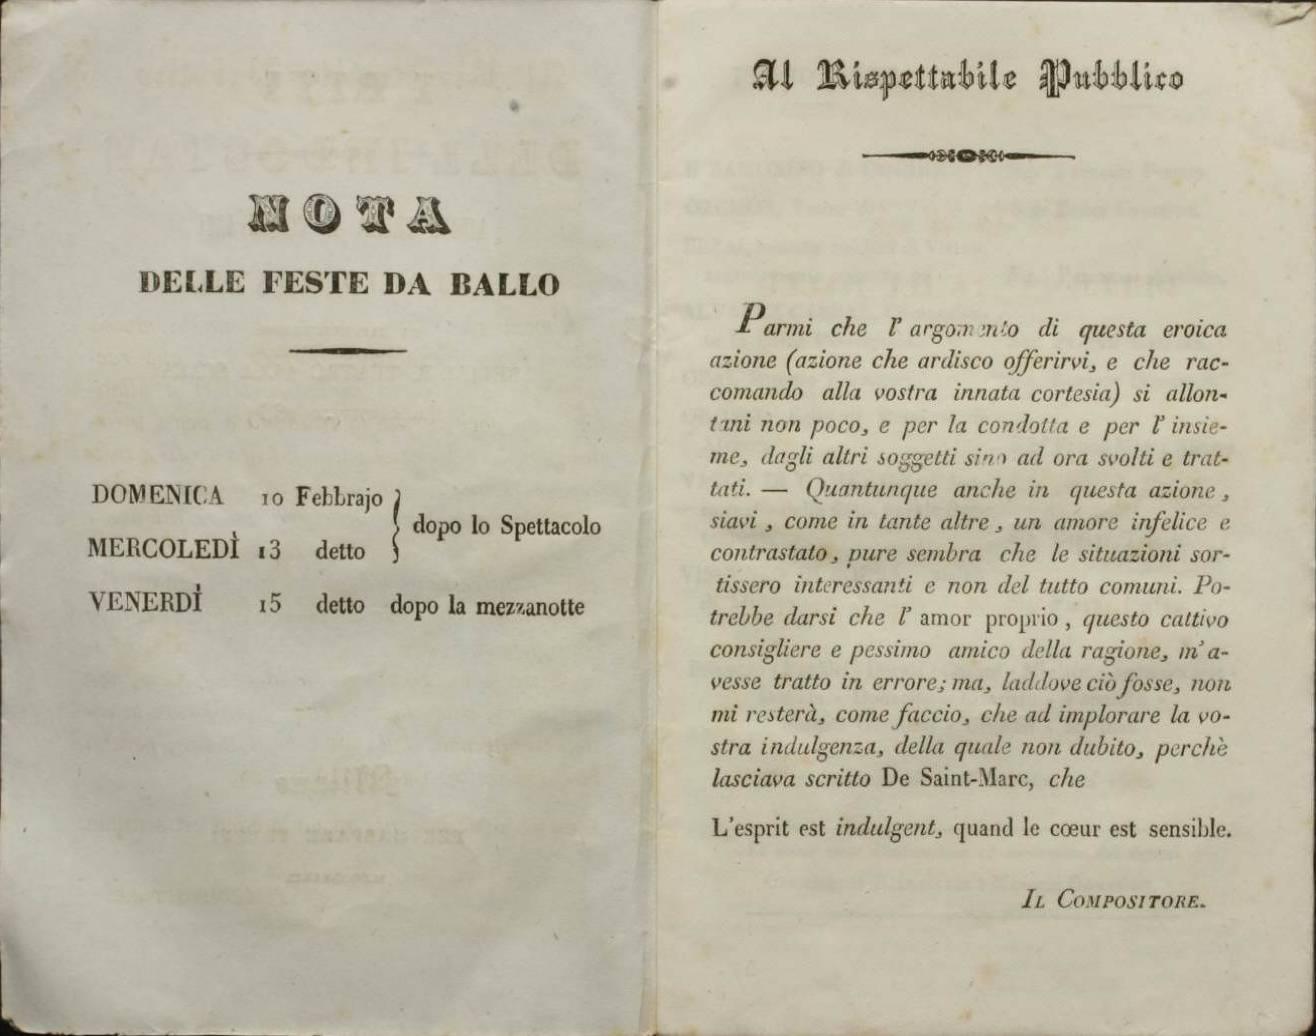 NOTA
DELLE FESTE DA BALLO
DOMENICA 10 Febbrajo
dopo lo Spettacolo
MERCOLEDÌ 13 detto
VENERDÌ 15 detto dopo la mezzanotte
Al Rispettabile Pubblico
Parmi che l' argomento di questa eroica
azione (azione che ardisco offerirvi, e che rac-
comando alla vostra innata cortesia) si allon-
tani non poco, e per la condotta e per l' insie-
me, dagli altri soggetti sino ad ora svolti e trat-
tati. — Quantunque anche in questa azione,
siavi, come in tante altre, un amore infelice e
contrastato, pure sembra che le situazioni sor-
tissero interessanti e non del tutto comuni. Po-
trebbe darsi che l' amor proprio, questo cattivo
consigliere e pessimo amico della ragione, m' a-
vesse tratto in errore; ma, laddove ciò fosse, non
mi resterà, come faccio, che ad implorare la vo-
stra indulgenza, della quale non dubito, perchè
lasciava scritto De Saint-Marc, che
L'esprit est indulgent, quand le cœur est sensible.
IL COMPOSITORE.